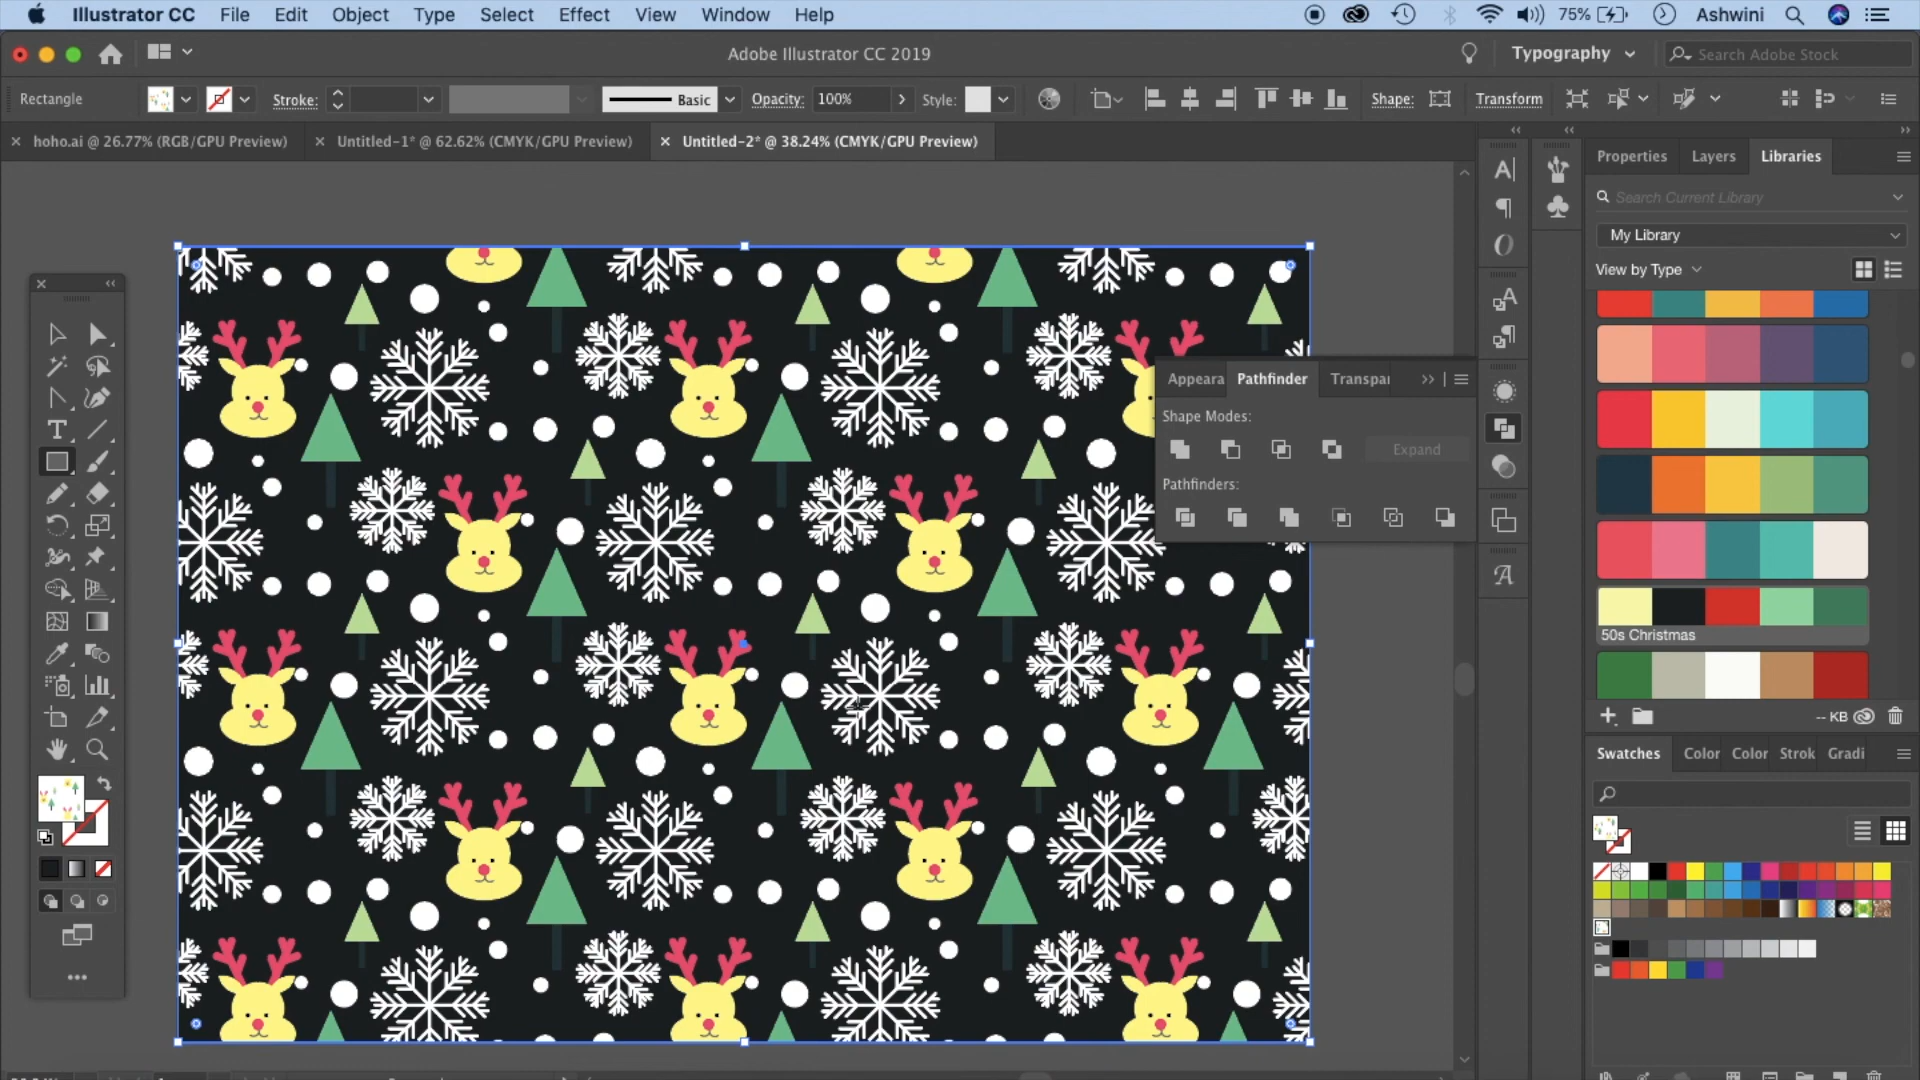 Illustrator CC File Edit Object Type Select Effect View Window Help 75% Ashwini
Adobe Illustrator CC 2019 Typography Search Adobe Stock
Rectangle Stroke: Basic Opacity: 100% Style: Shape: Transform
hoho.ai @ 26.77% (RGB/GPU Preview) Untitled-1* @ 62.62% (CMYK/GPU Preview) Untitled-2* @ 38.24% (CMYK/GPU Preview)
Properties Layers Libraries
Search Current Library
My Library
View by Type
Appeara Pathfinder Transpar
Shape Modes:
Expand
Pathfinders:
50s Christmas
-- KB
Swatches Color Color Strok Gradi